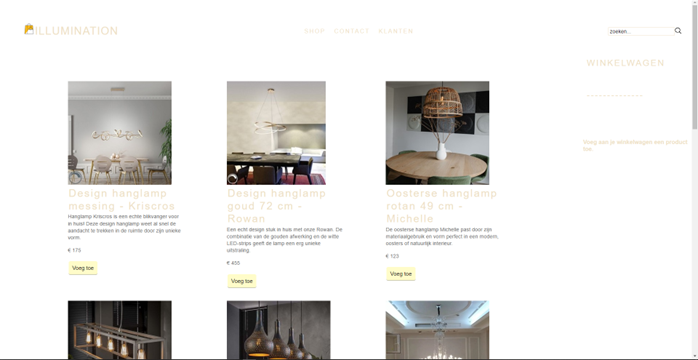 ILLUMINATION
SHOP CONTACT KLANTEN
zoeken...
WINKELWAGEN
---------------
Voeg aan je winkelwagen een product
toe.
Design hanglamp
messing - Kriscros
Hanglamp Kriscros is een echte blikvanger voor
in huis! Deze design hanglamp weet al snel de
aandacht te trekken in de ruimte door zijn unieke
vorm.
€ 175
Voeg toe
Design hanglamp
goud 72 cm –
Rowan
Een echt design stuk in huis met onze Rowan. De
combinatie van de gouden afwerking en de witte
LED-strips geeft de lamp een erg unieke
uitstraling
€ 455
Voeg toe
Oosterse hanglamp
rotan 49 cm -
Michelle
De oosterse hanglamp Michelle past door zijn
materiaalgebruik en vorm perfect in een modern,
oosters of natuurlijk interieur.
€ 123
Voeg toe